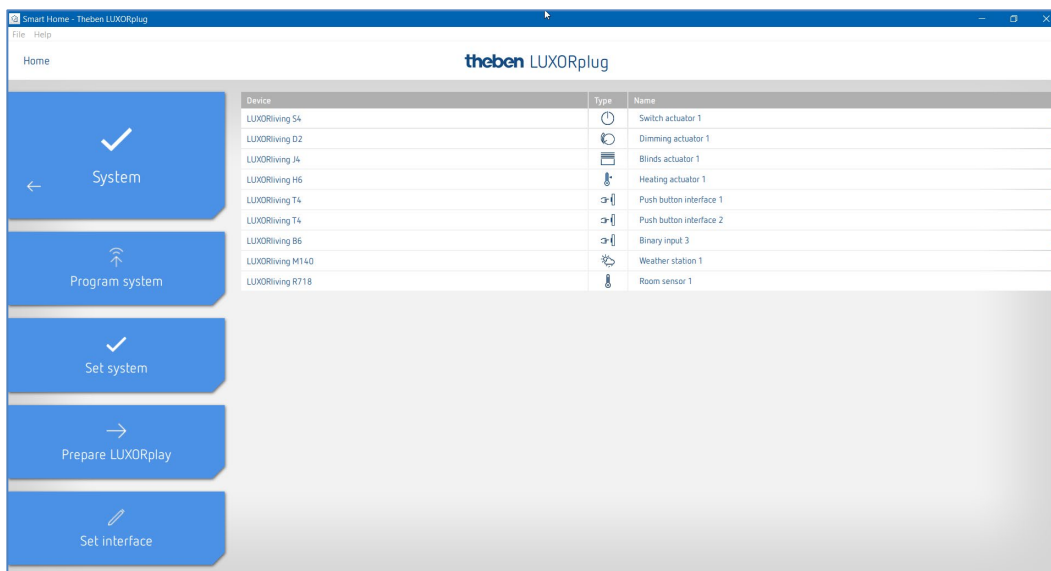 Smart Home - Theben LUXORplug
File Help
Home
theben LUXORplug
System
Program system
Set system
Prepare LUXORplay
Set interface
Device Type Name
LUXORliving S4 Switch actuator 1
LUXORliving D2 Dimming actuator 1
LUXORliving J4 Blinds actuator 1
LUXORliving H6 Heating actuator 1
LUXORliving T4 Push button interface 1
LUXORliving T4 Push button interface 2
LUXORliving B6 Binary input 3
LUXORliving M140 Weather station 1
LUXORliving R718 Room sensor 1